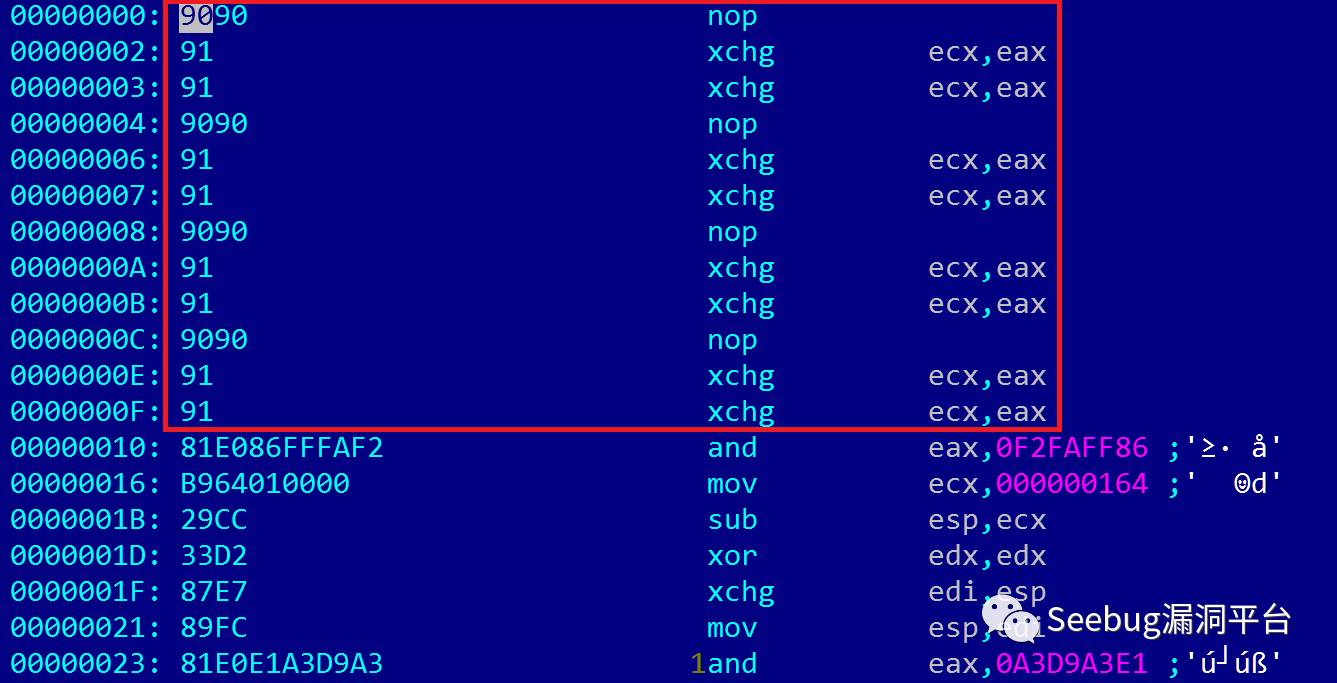 00000000: 9090 nop
00000002: 91 xchg ecx,eax
00000003: 91 xchg ecx,eax
00000004: 9090 nop
00000006: 91 xchg ecx,eax
00000007: 91 xchg ecx,eax
00000008: 9090 nop
0000000A: 91 xchg ecx,eax
0000000B: 91 xchg ecx,eax
0000000C: 9090 nop
0000000E: 91 xchg ecx,eax
0000000F: 91 xchg ecx,eax
00000010: 81E086FFFAF2 and eax,0F2FAFF86 ;'≥· å'
00000016: B964010000 mov ecx,000000164 ;' ☺d'
0000001B: 29CC sub esp,ecx
0000001D: 33D2 xor edx,edx
0000001F: 87E7 xchg edi,esp
00000021: 89FC mov esp,edi
00000023: 81E0E1A3D9A3 1and eax,0A3D9A3E1 ;'ú┘úß'
Seebug漏洞平台